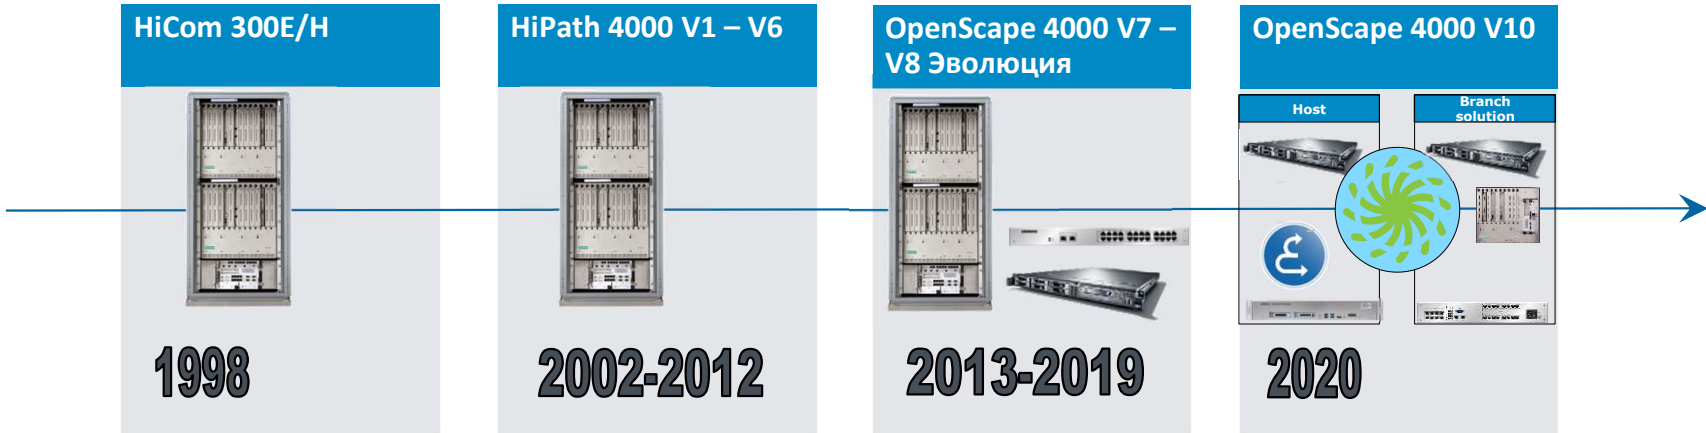 HiCom 300E/H
HiPath 4000 V1 – V6
OpenScape 4000 V7 –
V8 Эволюция
OpenScape 4000 V10
Host
Branch
solution
1998
2002-2012
2013-2019
2020